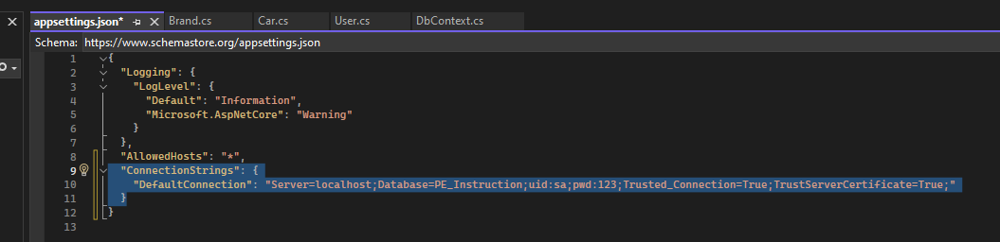 appsettings.json* Brand.cs Car.cs User.cs DbContext.cs
Schema: https://www.schemastore.org/appsettings.json
1 {
2 "Logging": {
3 "LogLevel": {
4 "Default": "Information",
5 "Microsoft.AspNetCore": "Warning"
6 }
7 },
8 "AllowedHosts": "*",
9 "ConnectionStrings": {
10 "DefaultConnection": "Server=localhost;Database=PE_Instruction;uid:sa;pwd:123;Trusted_Connection=True;TrustServerCertificate=True;"
11 }
12 }
13